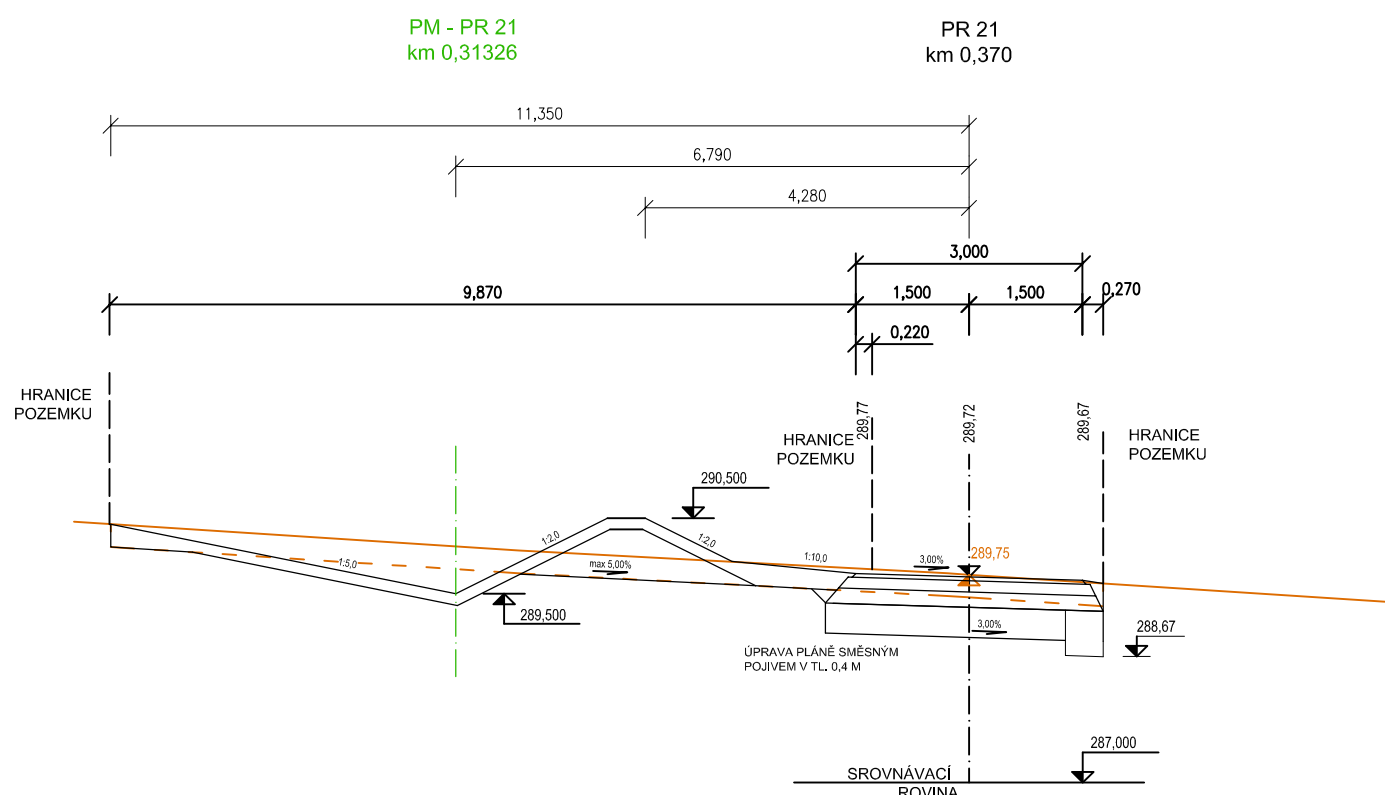 PM - PR 21
km 0,31326
PR 21
km 0,370
11,350
6,790
4,280
3,000
9,870
1,500
1,500
0,270
0,220
HRANICE
POZEMKU
289,77
289,72
289,67
HRANICE
POZEMKU
HRANICE
POZEMKU
290,500
1:2,0
1:2,0
1:5,0
max 5,00%
1:10,0
3,00%
289,75
289,500
3,00%
288,67
ÚPRAVA PLÁNĚ SMĚSNÝM
POJIVEM V TL. 0,4 M
287,000
SROVNÁVACÍ
ROVINA